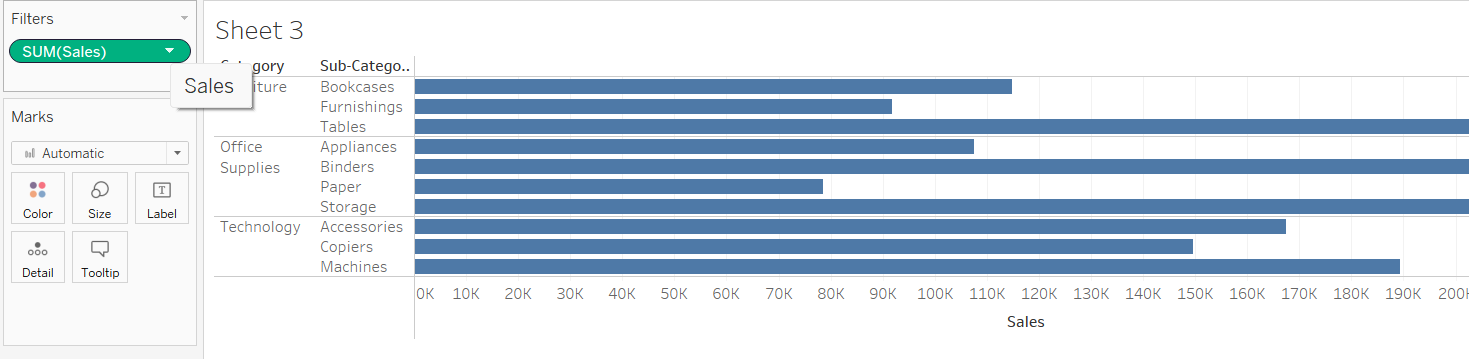 Filters
SUM(Sales)
Sales
Marks
Automatic
Color Size Label
Detail Tooltip
Sheet 3
Sub-Catego..
Bookcases
Furnishings
Tables
Office Supplies
Appliances
Binders
Paper
Storage
Technology
Accessories
Copiers
Machines
0K 10K 20K 30K 40K 50K 60K 70K 80K 90K 100K 110K 120K 130K 140K 150K 160K 170K 180K 190K 200K
Sales